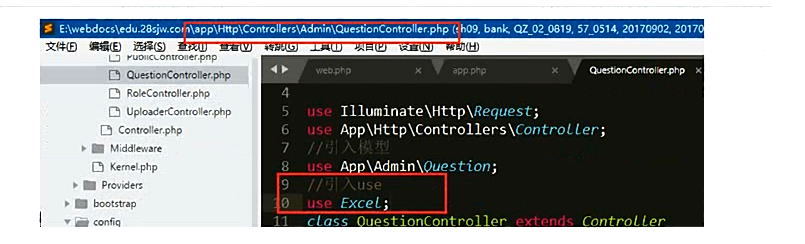 E:\webdocs\edu.28sjw.com\app\Http\Controllers\Admin\QuestionController.php (sh09, bank, QZ_02_0819, 57_0514, 20170902, 20170
文件(F) 编辑(E) 选择(S) 查找(I) 查看(V) 转跳(G) 工具(T) 项目(P) 设置(N) 帮助(H)
PublicController.php
QuestionController.php
RoleController.php
UploaderController.php
Controller.php
Middleware
Kernel.php
Providers
bootstrap
config
web.php × app.php × QuestionController.php ×
4
5 use Illuminate\Http\Request;
6 use App\Http\Controllers\Controller;
7 //引入模型
8 use App\Admin\Question;
9 //引入use
10 use Excel;
11 class QuestionController extends Controller